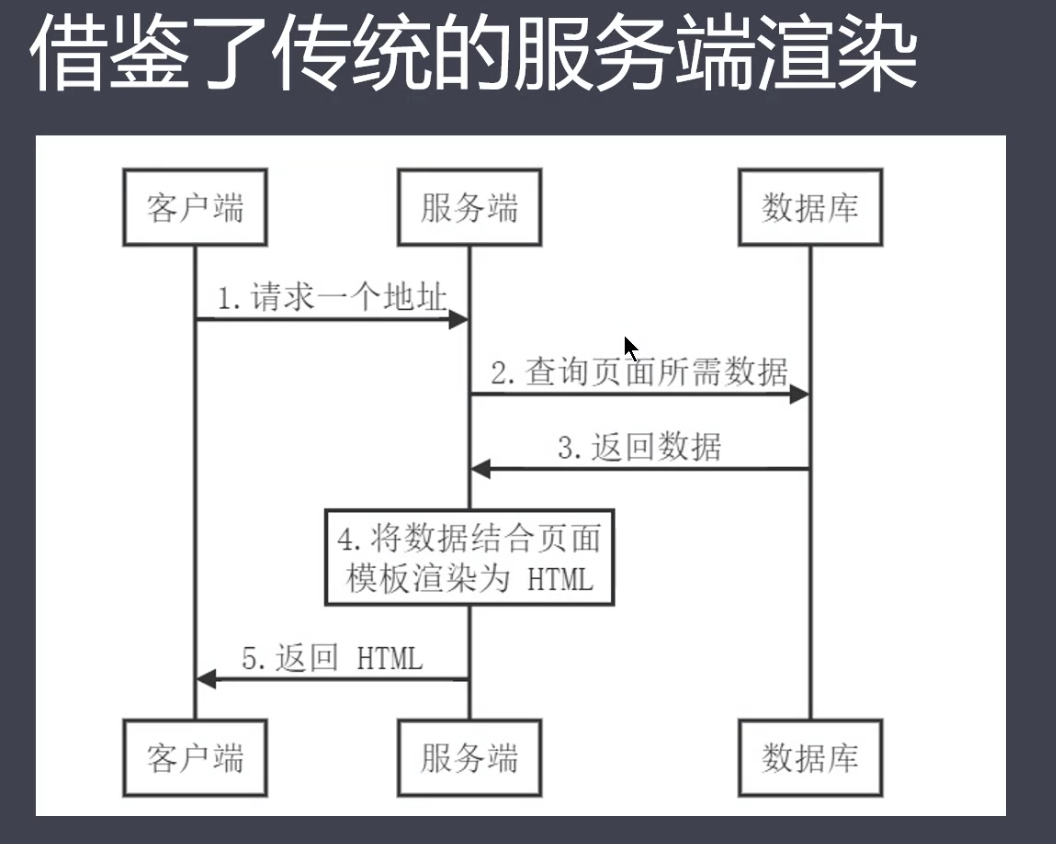 借鉴了传统的服务端渲染
客户端 服务端 数据库
1.请求一个地址
2.查询页面所需数据
3.返回数据
4.将数据结合页面
模板渲染为 HTML
5.返回 HTML
客户端 服务端 数据库